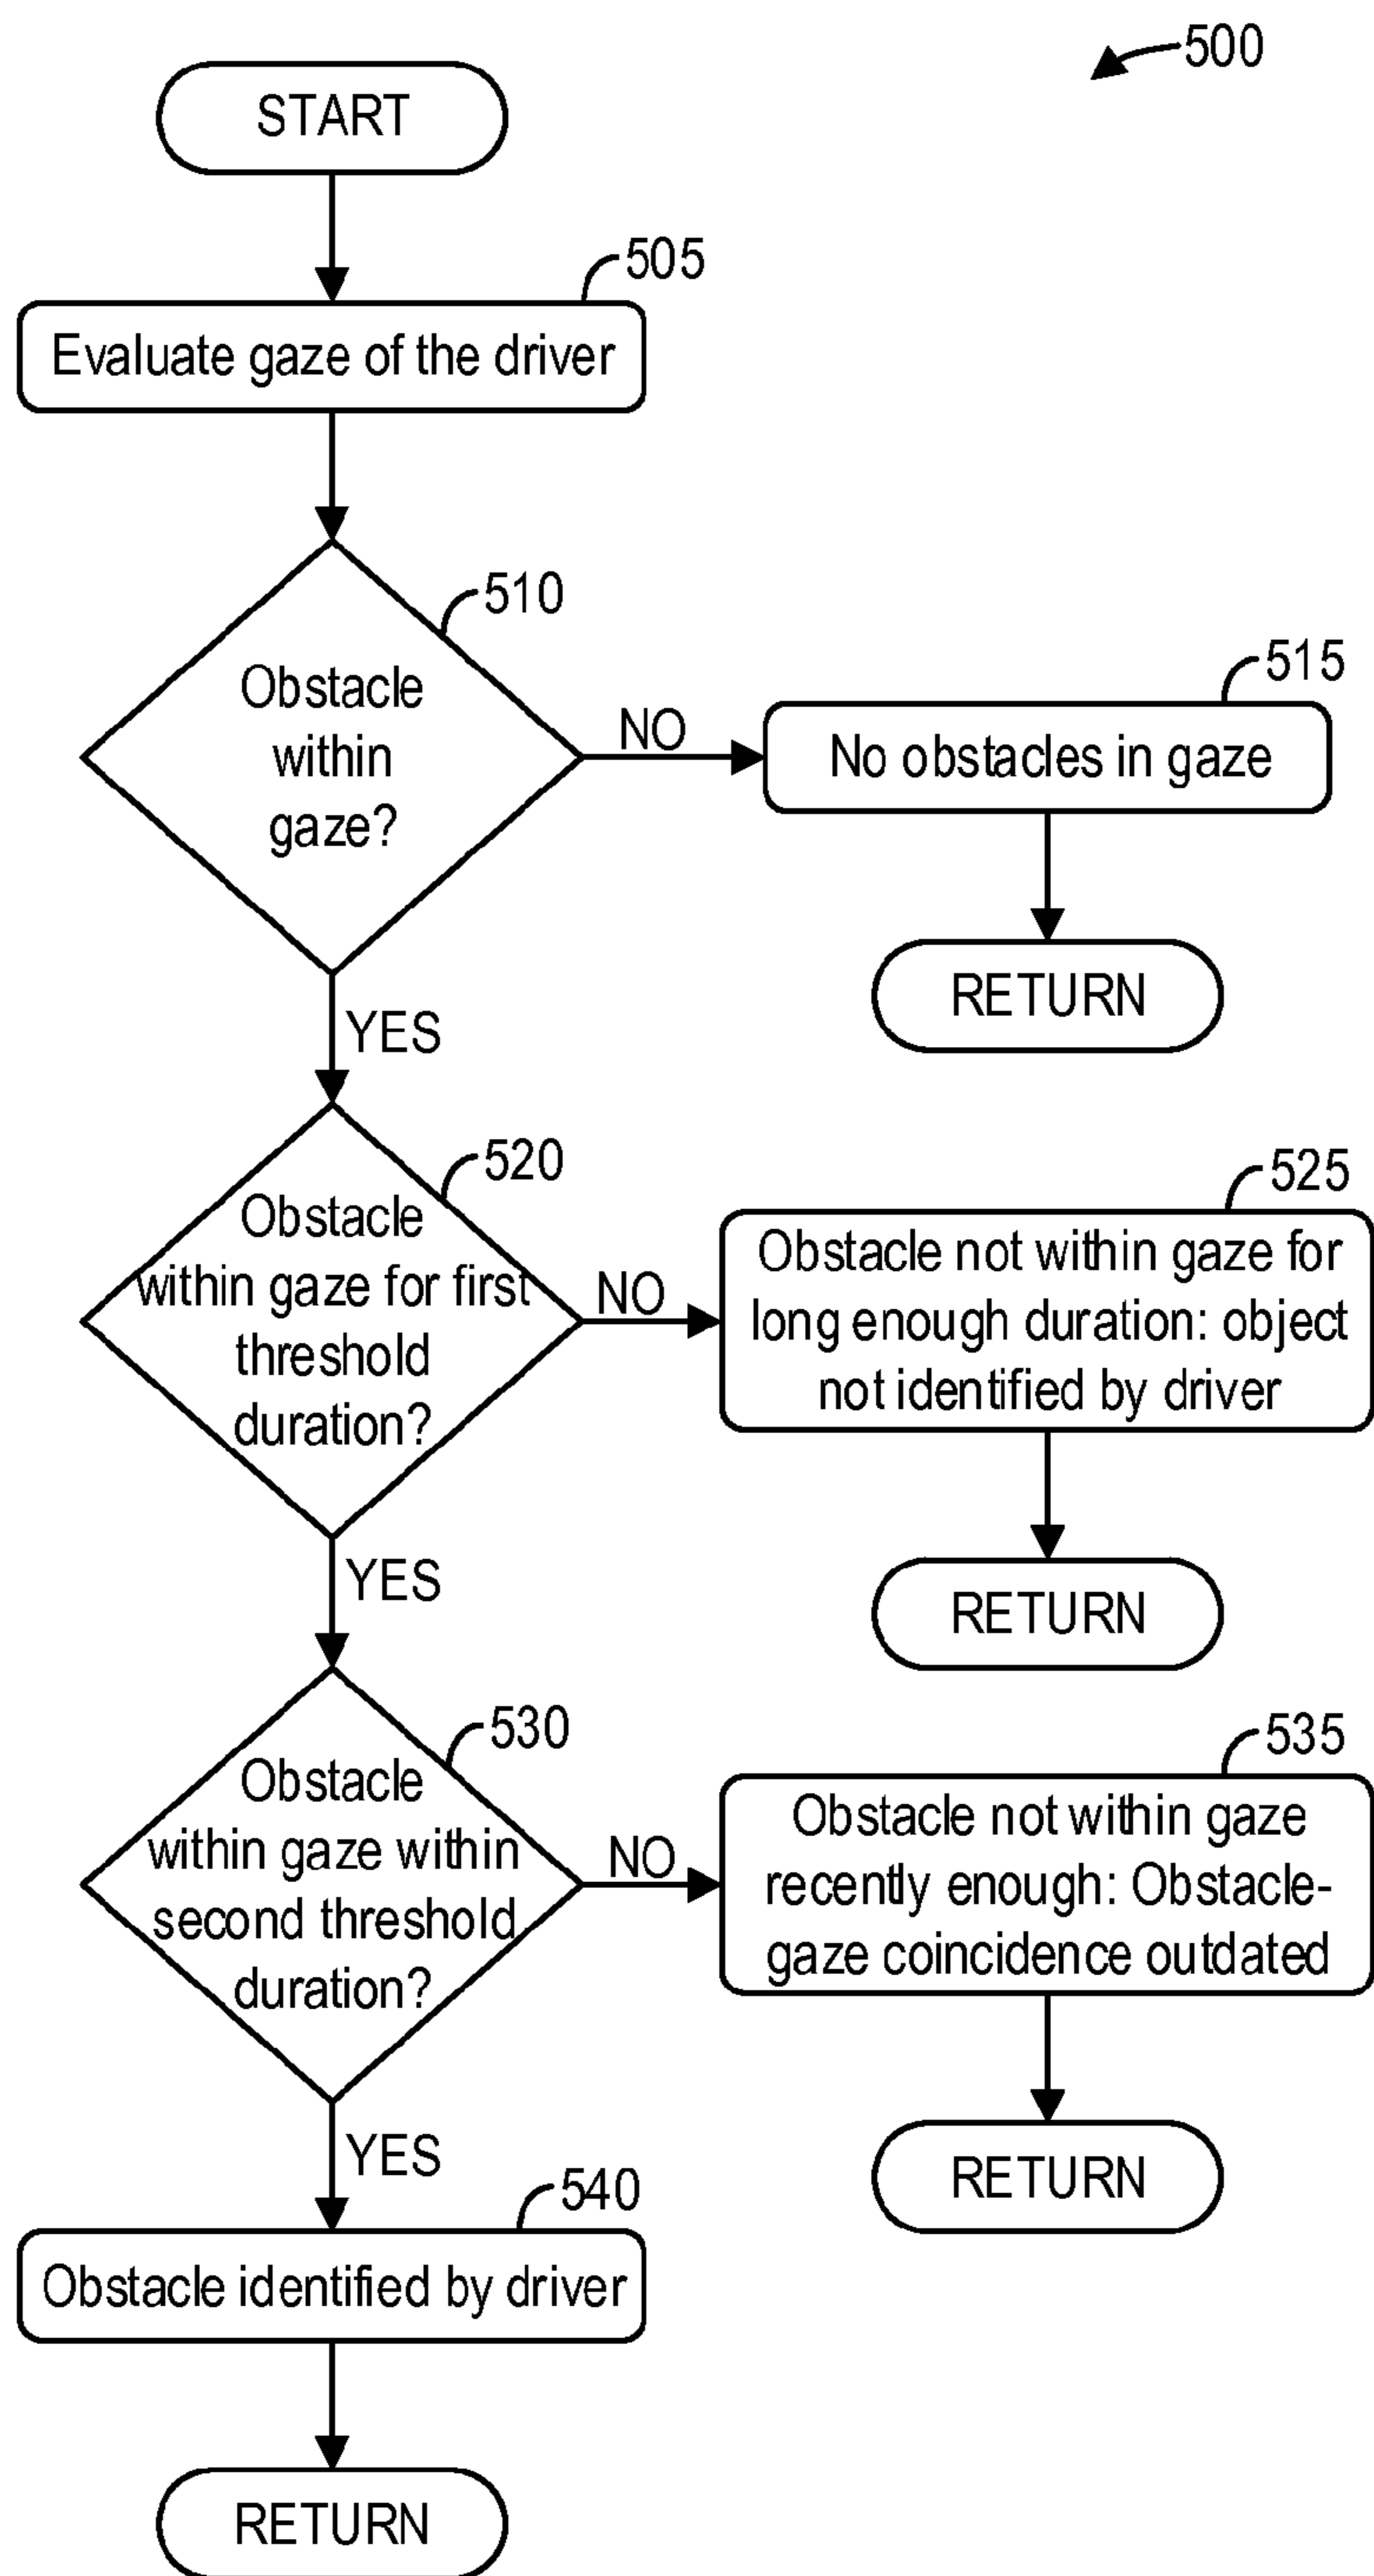 500
START
505
Evaluate gaze of the driver
510
Obstacle
within
gaze?
NO
515
No obstacles in gaze
RETURN
YES
520
Obstacle
within gaze for first
threshold
duration?
NO
525
Obstacle not within gaze for
long enough duration: object
not identified by driver
RETURN
YES
530
Obstacle
within gaze within
second threshold
duration?
NO
535
Obstacle not within gaze
recently enough: Obstacle-
gaze coincidence outdated
RETURN
YES
540
Obstacle identified by driver
RETURN